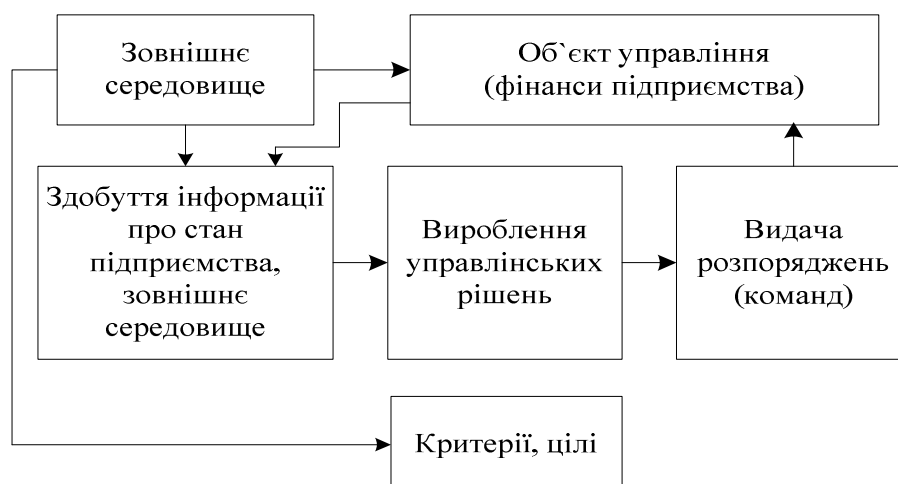 Зовнішнє
середовище
Об`єкт управління
(фінанси підприємства)
Здобуття інформації
про стан
підприємства,
зовнішнє
середовище
Вироблення
управлінських
рішень
Видача
розпоряджень
(команд)
Критерії, цілі